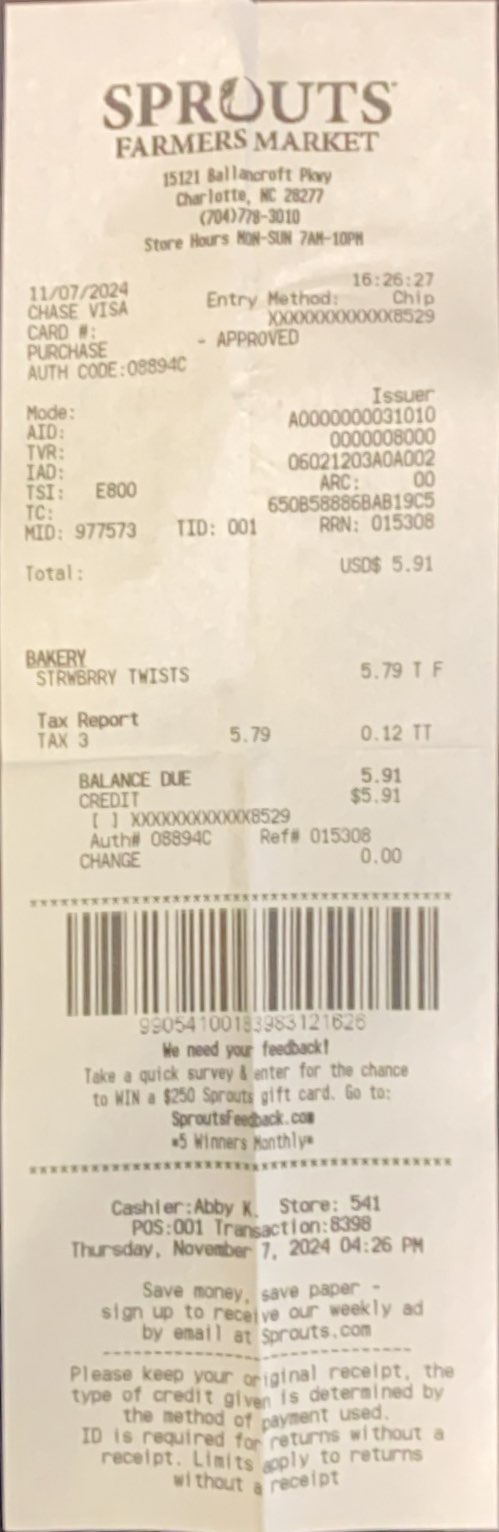 SPROUTS
FARMERS MARKET
15121 Ballancroft Pkwy
Charlotte, NC 28277
(704)778-3010
Store Hours MON-SUN 7AM-10PM
11/07/2024 16:26:27
CHASE VISA Entry Method: Chip
CARD #: XXXXXXXXXXXX8529
PURCHASE - APPROVED
AUTH CODE:08894C
Mode: Issuer
AID: A0000000031010
TVR: 0000008000
IAD: 06021203A0A002
TSI: E800 ARC: 00
TC: 650B58886BAB19C5
MID: 977573 TID: 001 RRN: 015308
Total: USD$ 5.91
BAKERY
STRWBRRY TWISTS 5.79 T F
Tax Report
TAX 3 5.79 0.12 TT
BALANCE DUE 5.91
CREDIT $5.91
[ ] XXXXXXXXXXXX8529
Auth# 08894C Ref# 015308
CHANGE 0.00
99054100183983121626
We need your feedback!
Take a quick survey & enter for the chance
to WIN a $250 Sprouts gift card. Go to:
SproutsFeedback.com
*5 Winners Monthly*
Cashier:Abby K. Store: 541
POS:001 Transaction:8398
Thursday, November 7, 2024 04:26 PM
Save money, save paper -
sign up to receive our weekly ad
by email at Sprouts.com
Please keep your original receipt, the
type of credit given is determined by
the method of payment used.
ID is required for returns without a
receipt. Limits apply to returns
without a receipt